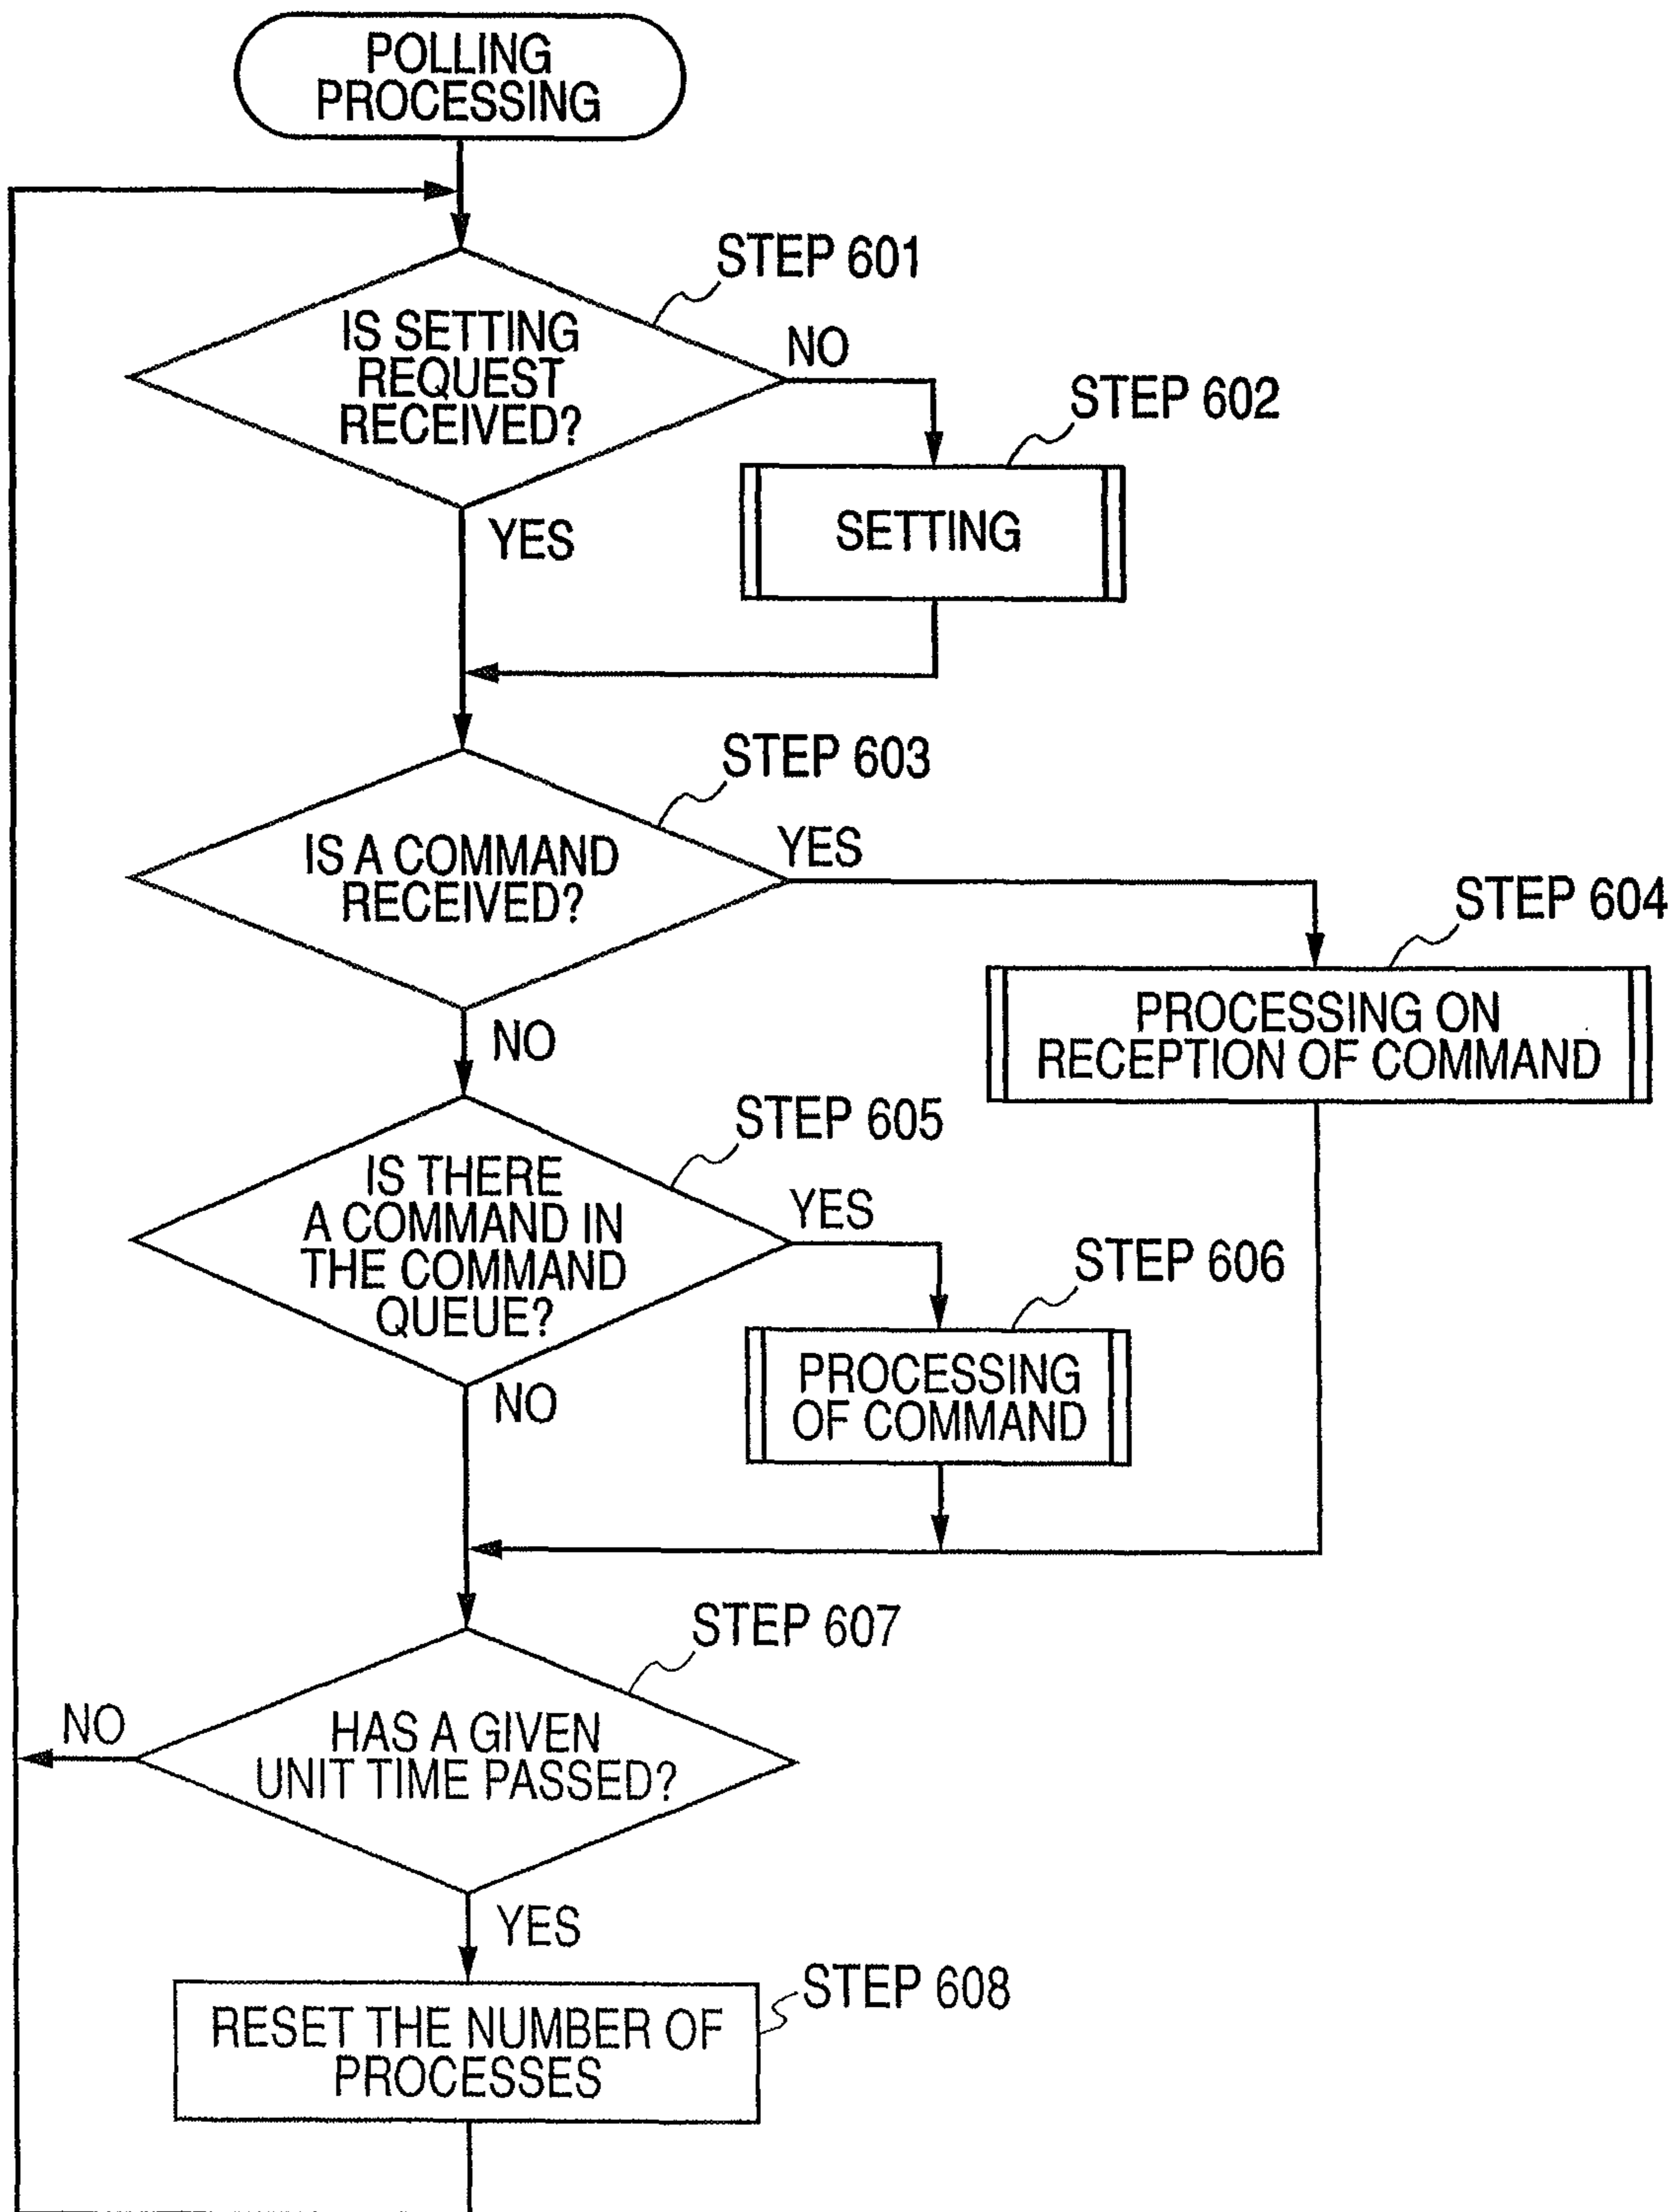 POLLING
PROCESSING
STEP 601
IS SETTING
REQUEST
RECEIVED?
NO
STEP 602
SETTING
YES
STEP 603
IS A COMMAND
RECEIVED?
YES
STEP 604
PROCESSING ON
RECEPTION OF COMMAND
NO
STEP 605
IS THERE
A COMMAND IN
THE COMMAND
QUEUE?
YES
STEP 606
PROCESSING
OF COMMAND
NO
STEP 607
HAS A GIVEN
UNIT TIME PASSED?
NO
YES
STEP 608
RESET THE NUMBER OF
PROCESSES